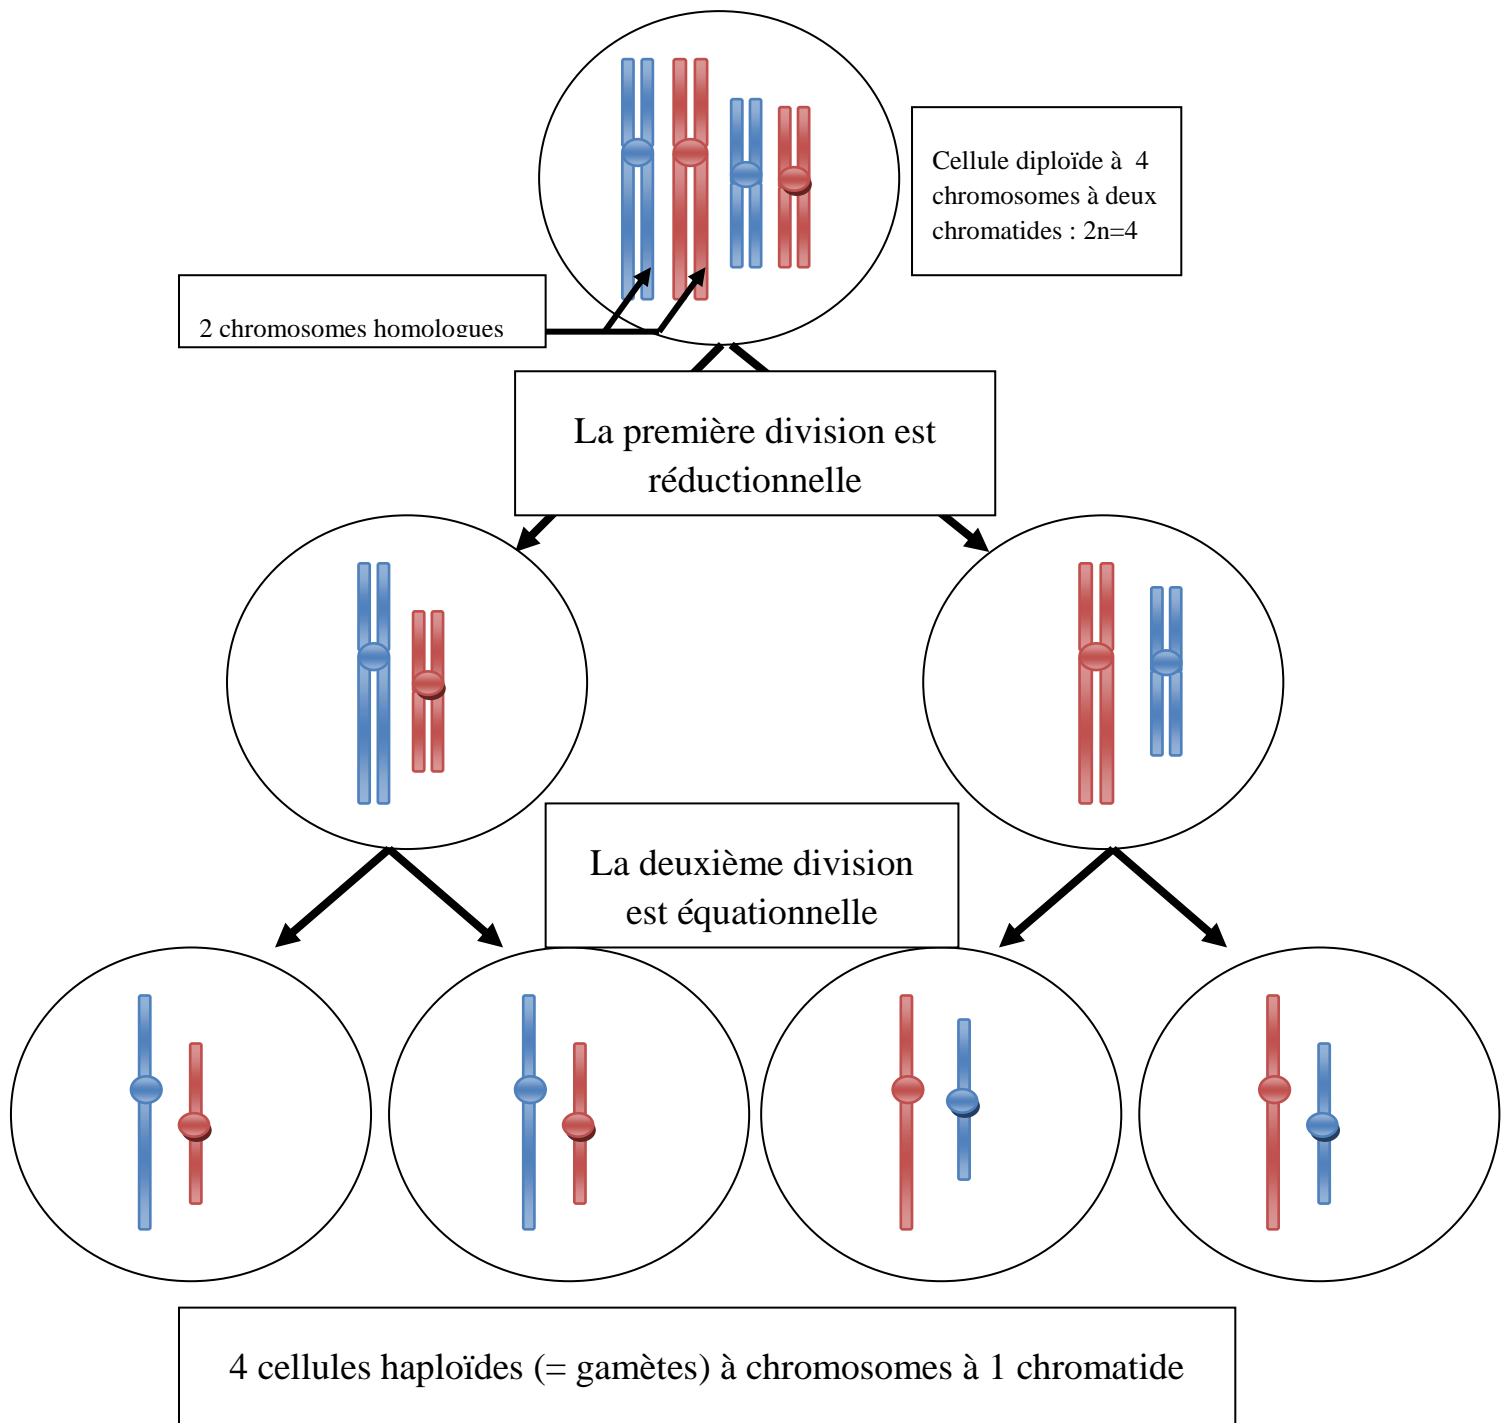 Cellule diploïde à 4
chromosomes à deux
chromatides : 2n=4
2 chromosomes homologues
La première division est
réductionnelle
La deuxième division
est équationnelle
4 cellules haploïdes (= gamètes) à chromosomes à 1 chromatide